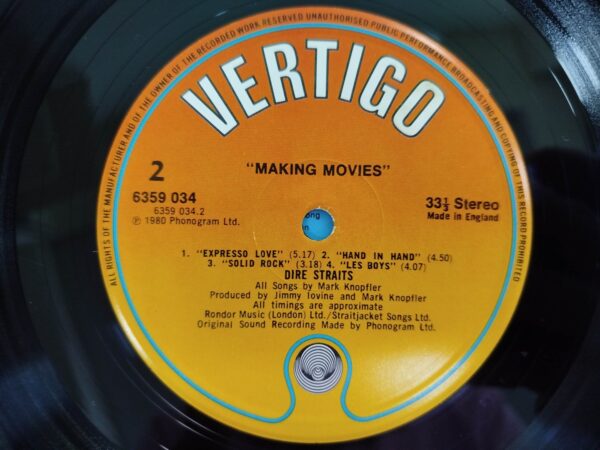 ALL RIGHTS OF THE MANUFACTURER AND OF THE OWNER OF THE RECORDED WORK RESERVED UNAUTHORISED PUBLIC PERFORMANCE BROADCASTING AND COPYING OF THIS RECORD PROHIBITED
VERTIGO
2
"MAKING MOVIES"
6359 034
6359 034.2
℗ 1980 Phonogram Ltd.
33⅓ Stereo
Made in England
1. "EXPRESSO LOVE" (5.17) 2. "HAND IN HAND" (4.50)
3. "SOLID ROCK" (3.18) 4. "LES BOYS" (4.07)
DIRE STRAITS
All Songs by Mark Knopfler
Produced by Jimmy Iovine and Mark Knopfler
All timings are approximate
Rondor Music (London) Ltd./Straitjacket Songs Ltd.
Original Sound Recording Made by Phonogram Ltd.